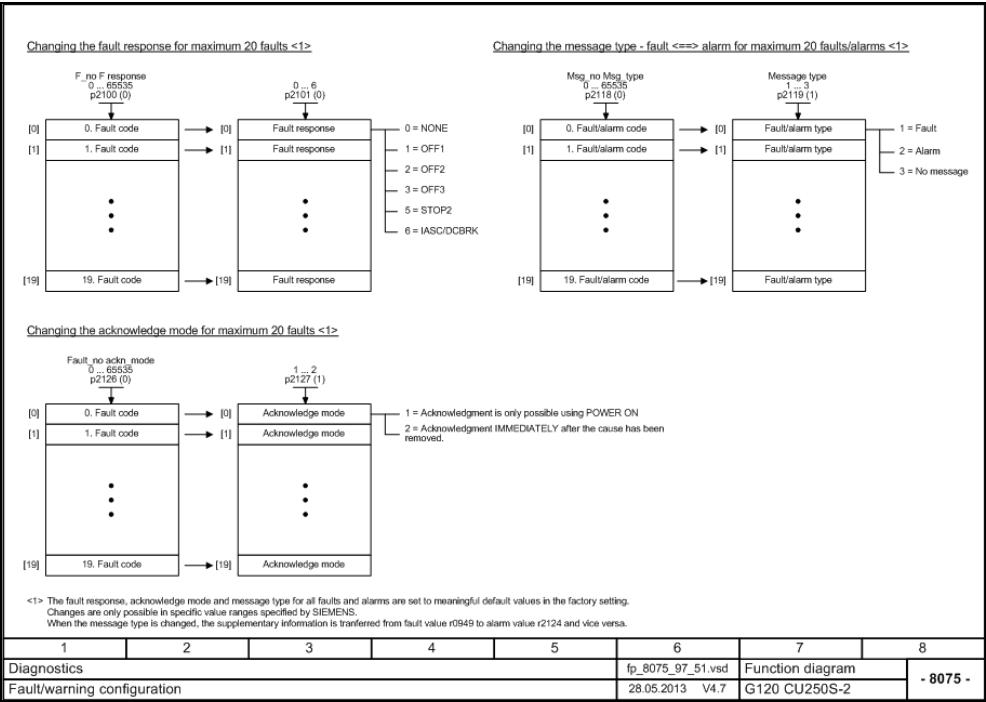 Changing the fault response for maximum 20 faults <1>
F_no F response
0 ... 65535
p2100 (0)
0 ... 6
p2101 (0)
[0] 0. Fault code [0] Fault response 0 = NONE
[1] 1. Fault code [1] Fault response 1 = OFF1
2 = OFF2
3 = OFF3
5 = STOP2
6 = IASC/DCBRK
[19] 19. Fault code [19] Fault response
Changing the message type - fault <==> alarm for maximum 20 faults/alarms <1>
Msg_no Msg_type
0 ... 65535
p2118 (0)
Message type
1 ... 3
p2119 (1)
[0] 0. Fault/alarm code [0] Fault/alarm type 1 = Fault
[1] 1. Fault/alarm code [1] Fault/alarm type 2 = Alarm
3 = No message
[19] 19. Fault/alarm code [19] Fault/alarm type
Changing the acknowledge mode for maximum 20 faults <1>
Fault_no ackn_mode
0 ... 65535
p2126 (0)
1 ... 2
p2127 (1)
[0] 0. Fault code [0] Acknowledge mode 1 = Acknowledgment is only possible using POWER ON
[1] 1. Fault code [1] Acknowledge mode 2 = Acknowledgment IMMEDIATELY after the cause has been
removed.
[19] 19. Fault code [19] Acknowledge mode
<1> The fault response, acknowledge mode and message type for all faults and alarms are set to meaningful default values in the factory setting.
Changes are only possible in specific value ranges specified by SIEMENS.
When the message type is changed, the supplementary information is tranferred from fault value r0949 to alarm value r2124 and vice versa.
1 2 3 4 5 6 7 8
Diagnostics fp_8075_97_51.vsd Function diagram
- 8075 -
Fault/warning configuration 28.05.2013 V4.7 G120 CU250S-2